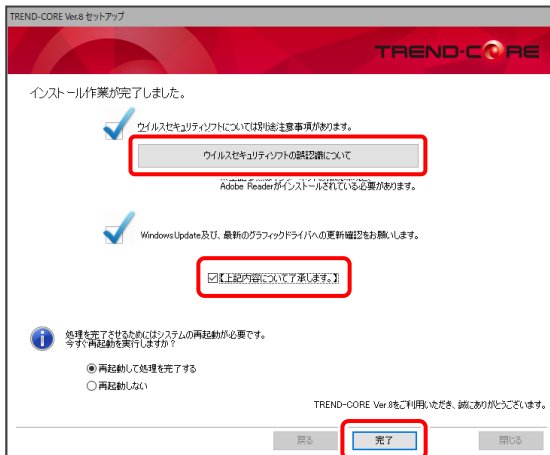 TREND-CORE Ver.8 セットアップ
TREND-CORE
インストール作業が完了しました。
ウイルスセキュリティソフトについては別途注意事項があります。
ウイルスセキュリティソフトの誤認識について
Adobe Readerがインストールされている必要があります。
Windows Update及び、最新のグラフィックドライバへの更新確認をお願いします。
【上記内容について了承します。】
処理を完了させるためにはシステムの再起動が必要です。
今すぐ再起動を実行しますか？
再起動して処理を完了する
再起動しない
TREND-CORE Ver.8をご利用いただき、誠にありがとうございます。
戻る
完了
閉じる